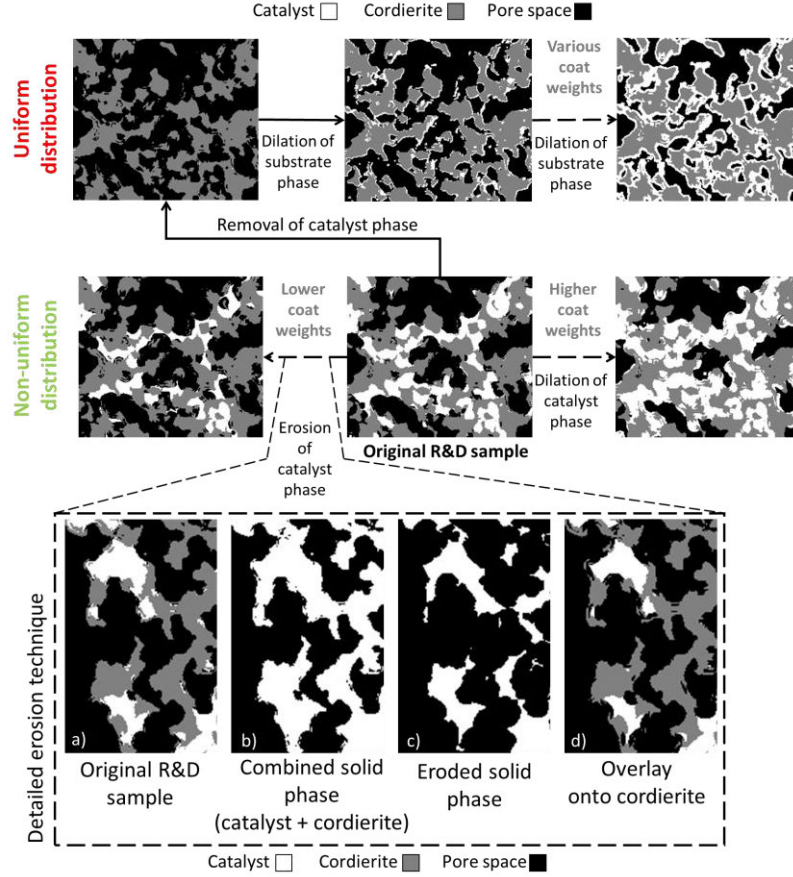 Catalyst Cordierite Pore space
Uniform
distribution
Dilation of
substrate
phase
Various
coat
weights
Dilation of
substrate
phase
Removal of catalyst phase
Non-uniform
distribution
Lower
coat
weights
Higher
coat
weights
Dilation of
catalyst
phase
Erosion
of
catalyst
phase
Original R&D sample
Detailed erosion technique
a)
b)
c)
d)
Original R&D
sample
Combined solid
phase
(catalyst + cordierite)
Eroded solid
phase
Overlay
onto cordierite
Catalyst Cordierite Pore space